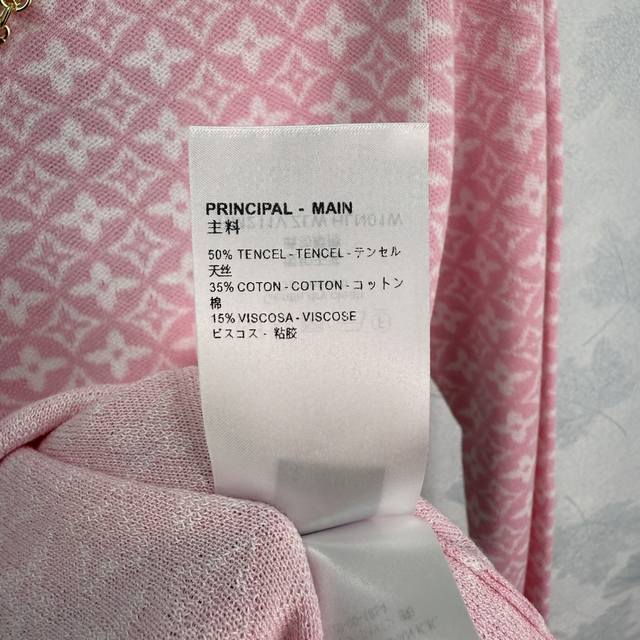 PRINCIPAL - MAIN
主料
50% TENCEL - TENCEL - テンセル
天丝
35% COTON - COTTON - コットン
棉
15% VISCOSA - VISCOSE
ビスコス - 粘胶